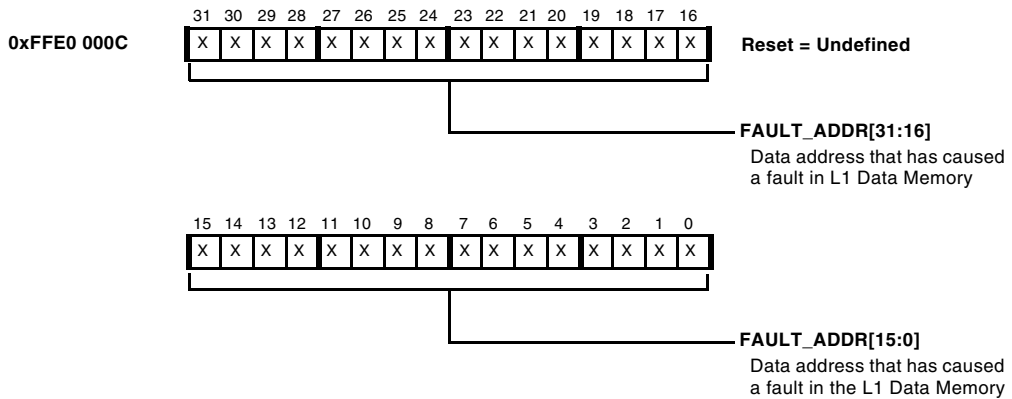 31 30 29 28 27 26 25 24 23 22 21 20 19 18 17 16
0xFFE0 000C X X X X X X X X X X X X X X X X Reset = Undefined
FAULT_ADDR[31:16]
Data address that has caused
a fault in L1 Data Memory
15 14 13 12 11 10 9 8 7 6 5 4 3 2 1 0
X X X X X X X X X X X X X X X X
FAULT_ADDR[15:0]
Data address that has caused
a fault in the L1 Data Memory